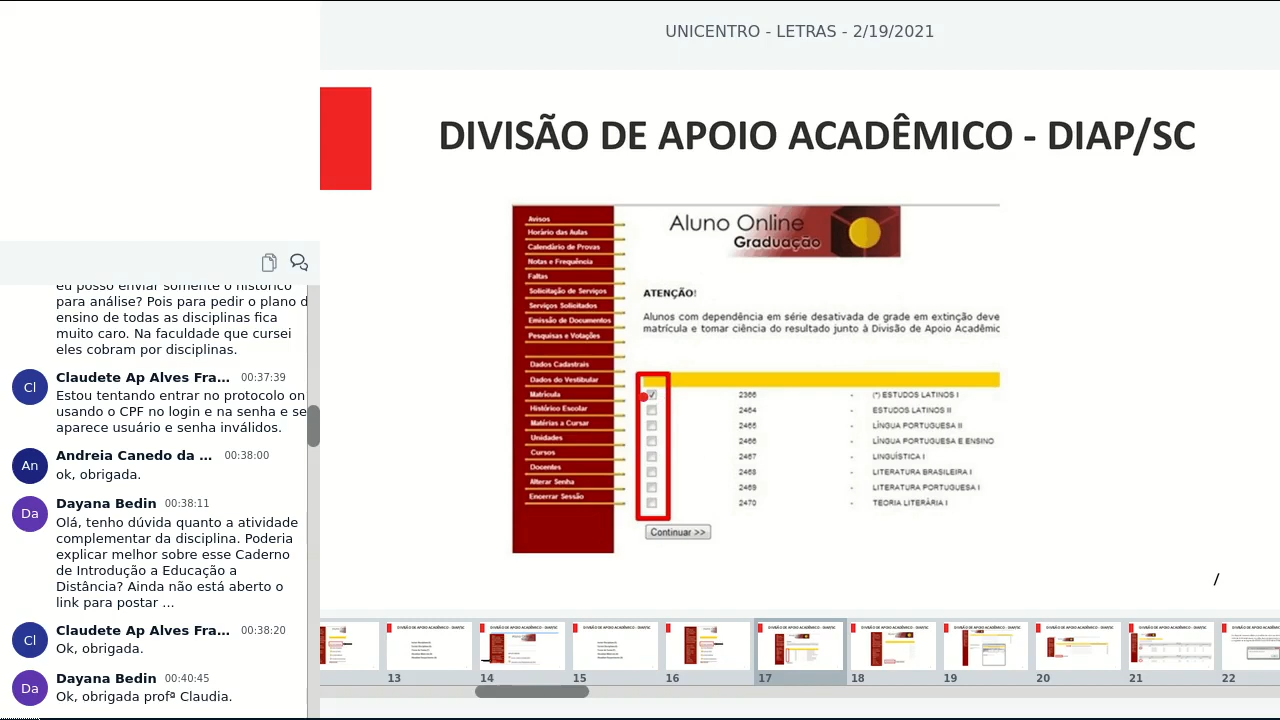 UNICENTRO - LETRAS - 2/19/2021
DIVISÃO DE APOIO ACADÊMICO - DIAP/SC
Avisos
Horário das Aulas
Calendário de Provas
Notas e Frequência
Faltas
Solicitação de Serviços
Serviços Solicitados
Emissão de Documentos
Pesquisas e Votações
Dados Cadastrais
Dados do Vestibular
Matrícula
Histórico Escolar
Matérias a Cursar
Unidades
Cursos
Docentes
Alterar Senha
Encerrar Sessão
Aluno Online
Graduação
ATENÇÃO!
Alunos com dependência em série desativada de grade em extinção deve
matrícula e tomar ciência do resultado junto à Divisão de Apoio Acadêmic
2366 - (*) ESTUDOS LATINOS I
2464 - ESTUDOS LATINOS II
2465 - LÍNGUA PORTUGUESA II
2466 - LÍNGUA PORTUGUESA E ENSINO
2467 - LINGUÍSTICA I
2468 - LITERATURA BRASILEIRA I
2469 - LITERATURA PORTUGUESA I
2470 - TEORIA LITERÁRIA I
Continuar >>
/
eu posso enviar somente o histórico
para análise? Pois para pedir o plano d
ensino de todas as disciplinas fica
muito caro. Na faculdade que estudei
eles cobram por disciplinas.
Cl Claudete Ap Alves Fra...
Estou tentando entrar no protocolo on
usando o CPF no login e na senha e se
aparece usuário e senha inválidos.
An Andreia Canedo da ... 00:38:00
ok, obrigada.
Da Dayana Bedin 00:38:11
Olá, tenho dúvida quanto a atividade
complementar da disciplina. Poderia
explicar melhor sobre esse Caderno
de Introdução a Educação a
Distância? Ainda não está aberto o
link para postar ...
Cl Claudete Ap Alves Fra... 00:38:20
Ok, obrigada.
Da Dayana Bedin 00:40:45
Ok, obrigada profª Claudia.
13 14 15 16 17 18 19 20 21 22